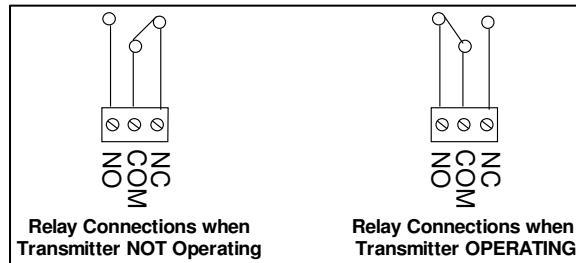 NO COM NC
NO COM NC
Relay Connections when
Transmitter NOT Operating
Relay Connections when
Transmitter OPERATING